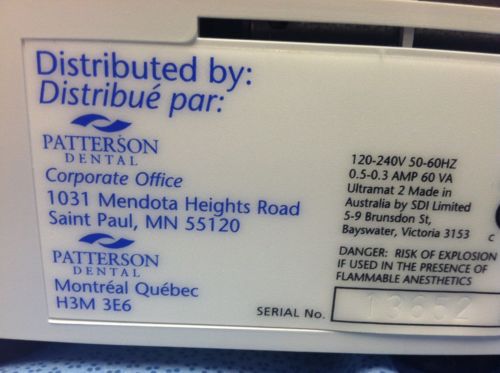 Distributed by:
Distribué par:
PATTERSON
DENTAL
Corporate Office
1031 Mendota Heights Road
Saint Paul, MN 55120
PATTERSON
DENTAL
Montréal Québec
H3M 3E6
120-240V 50-60HZ
0.5-0.3 AMP 60 VA
Ultramat 2 Made in
Australia by SDI Limited
5-9 Brunsdon St,
Bayswater, Victoria 3153
c
DANGER: RISK OF EXPLOSION
IF USED IN THE PRESENCE OF
FLAMMABLE ANESTHETICS
SERIAL No. 13652